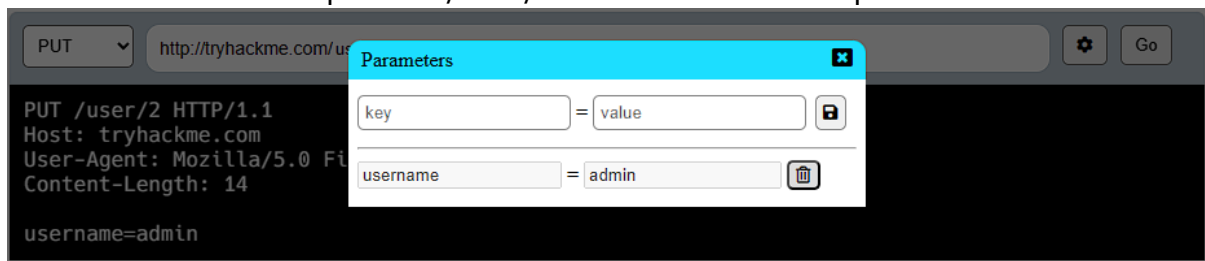 PUT http://tryhackme.com/us Go
Parameters
key = value
username = admin
PUT /user/2 HTTP/1.1
Host: tryhackme.com
User-Agent: Mozilla/5.0 Fi
Content-Length: 14
username=admin